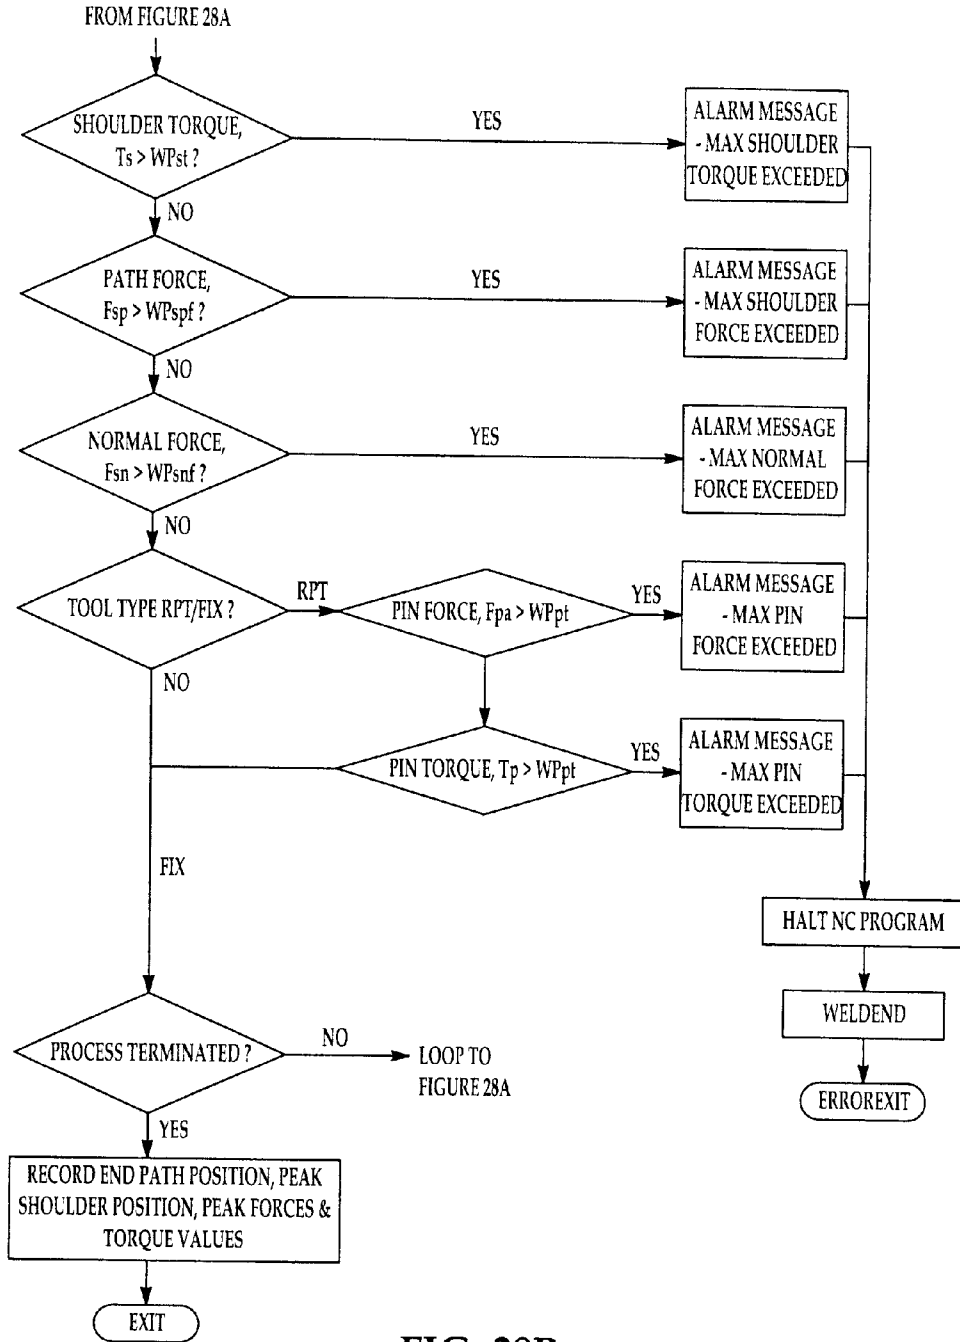 FROM FIGURE 28A
SHOULDER TORQUE,
Ts > WPst ?
YES
ALARM MESSAGE
- MAX SHOULDER
TORQUE EXCEEDED
NO
PATH FORCE,
Fsp > WPspf ?
YES
ALARM MESSAGE
- MAX SHOULDER
FORCE EXCEEDED
NO
NORMAL FORCE,
Fsn > WPsnf ?
YES
ALARM MESSAGE
- MAX NORMAL
FORCE EXCEEDED
NO
TOOL TYPE RPT/FIX ?
RPT
PIN FORCE, Fpa > WPpt
YES
ALARM MESSAGE
- MAX PIN
FORCE EXCEEDED
NO
PIN TORQUE, Tp > WPpt
YES
ALARM MESSAGE
- MAX PIN
TORQUE EXCEEDED
FIX
HALT NC PROGRAM
WELDEND
ERROREXIT
PROCESS TERMINATED ?
NO
LOOP TO
FIGURE 28A
YES
RECORD END PATH POSITION, PEAK
SHOULDER POSITION, PEAK FORCES &
TORQUE VALUES
EXIT